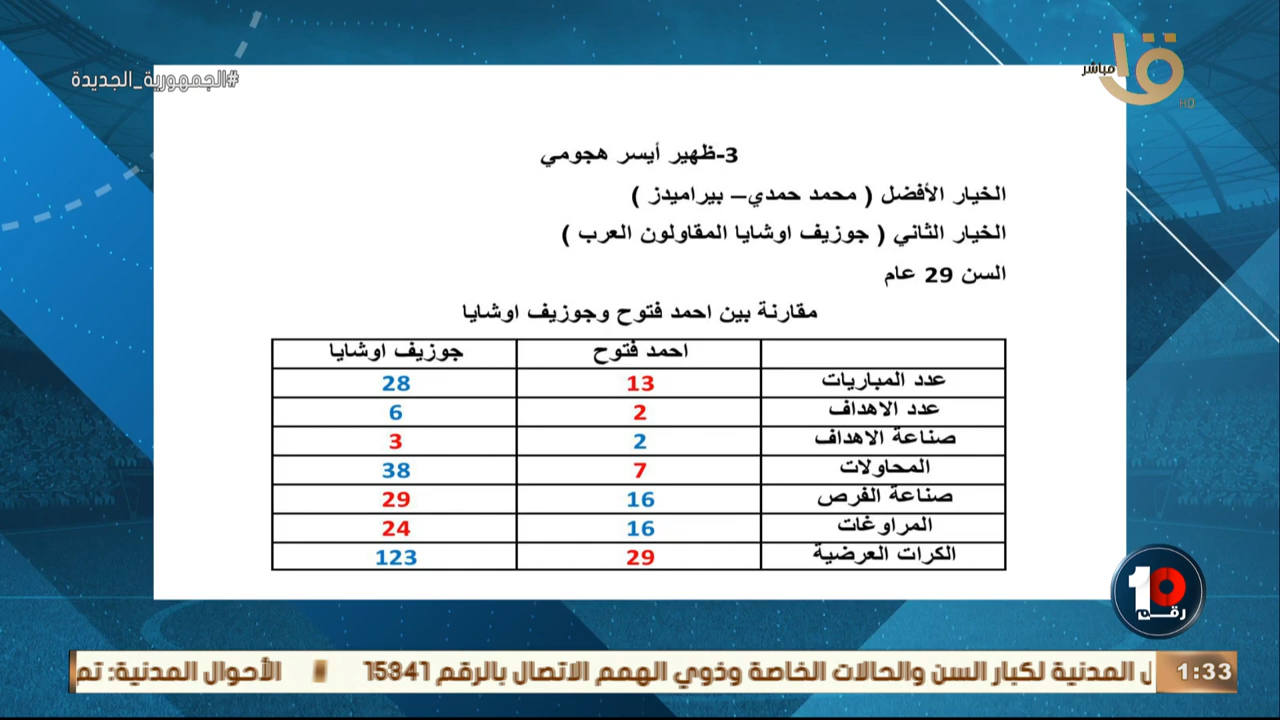 #الجمهورية_الجديدة
مباشر
HD
3-ظهير أيسر هجومي
الخيار الأفضل ( محمد حمدي– بيراميدز )
الخيار الثاني ( جوزيف اوشايا المقاولون العرب )
السن 29 عام
مقارنة بين احمد فتوح وجوزيف اوشايا
احمد فتوح جوزيف اوشايا
عدد المباريات 13 28
عدد الاهداف 2 6
صناعة الاهداف 2 3
المحاولات 7 38
صناعة الفرص 16 29
المراوغات 16 24
الكرات العرضية 29 123
رقم 10
1:33
المدنية لكبار السن والحالات الخاصة وذوي الهمم الاتصال بالرقم 15341 الأحوال المدنية: تم